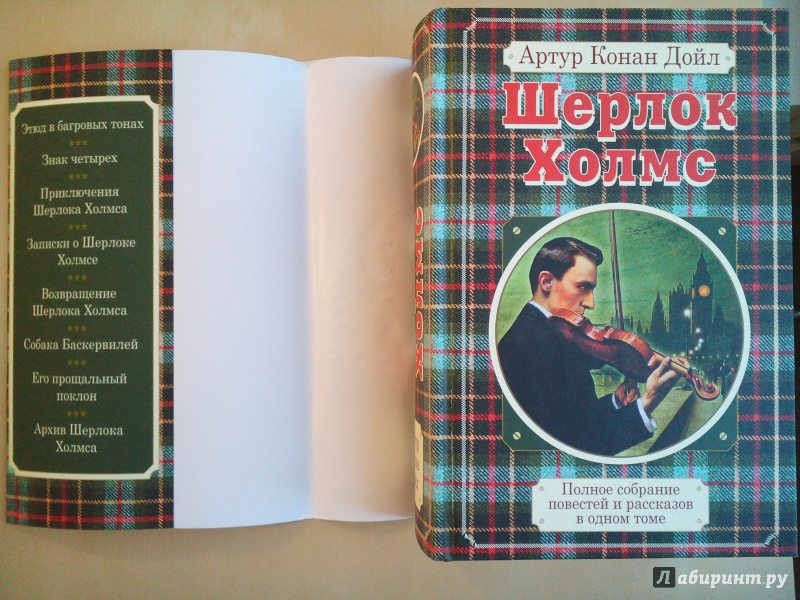 Этюд в багровых тонах
***
Знак четырех
***
Приключения
Шерлока Холмса
***
Записки о Шерлоке
Холмсе
***
Возвращение
Шерлока Холмса
***
Собака Баскервилей
***
Его прощальный
поклон
***
Архив Шерлока
Холмса
Артур Конан Дойл
Шерлок
Холмс
Полное собрание
повестей и рассказов
в одном томе
Лабиринт.ру